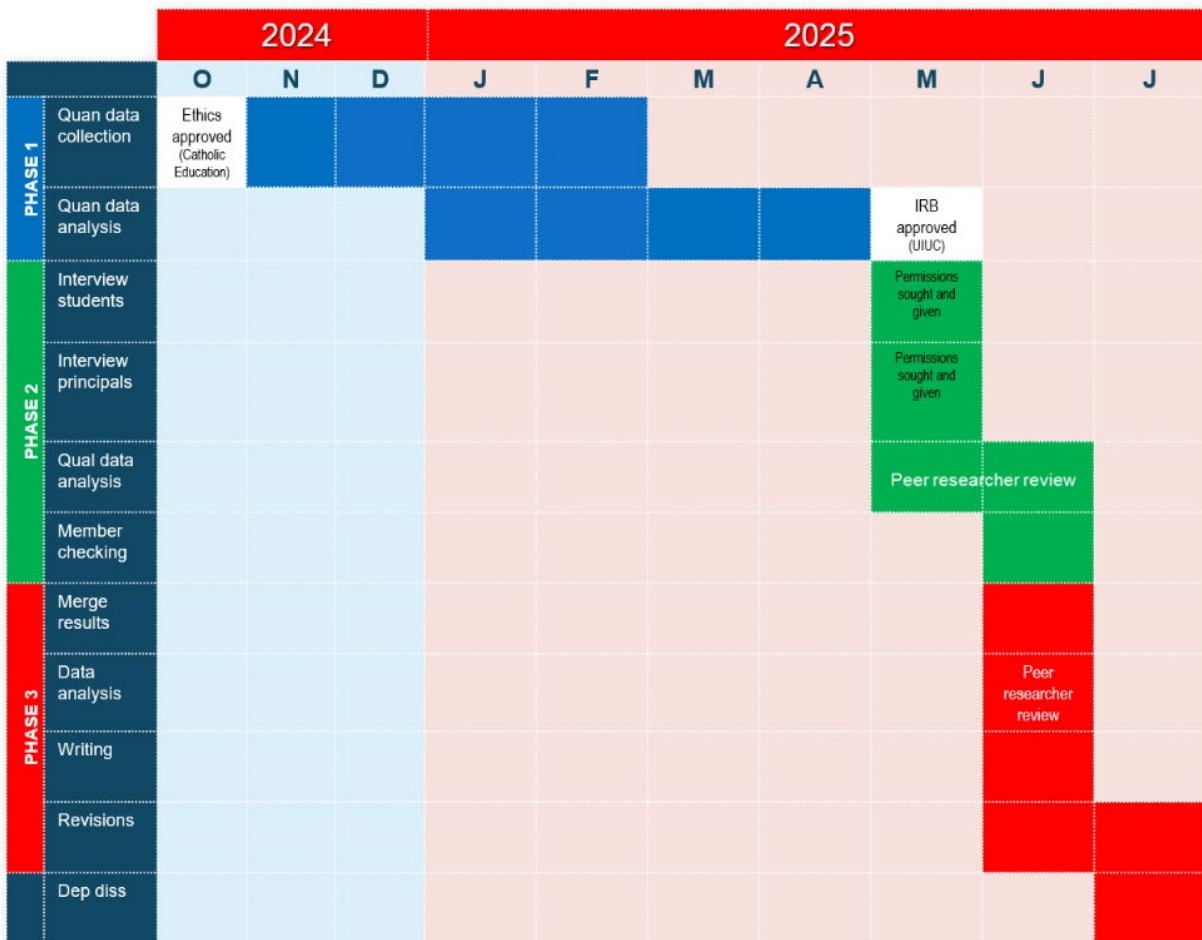 2024
2025
O N D J F M A M J J
PHASE 1
Quan data
collection
Ethics
approved
(Catholic
Education)
Quan data
analysis
IRB
approved
(UIUC)
PHASE 2
Interview
students
Permissions
sought and
given
Interview
principals
Permissions
sought and
given
Qual data
analysis
Peer researcher review
Member
checking
PHASE 3
Merge
results
Data
analysis
Peer
researcher
review
Writing
Revisions
Dep diss